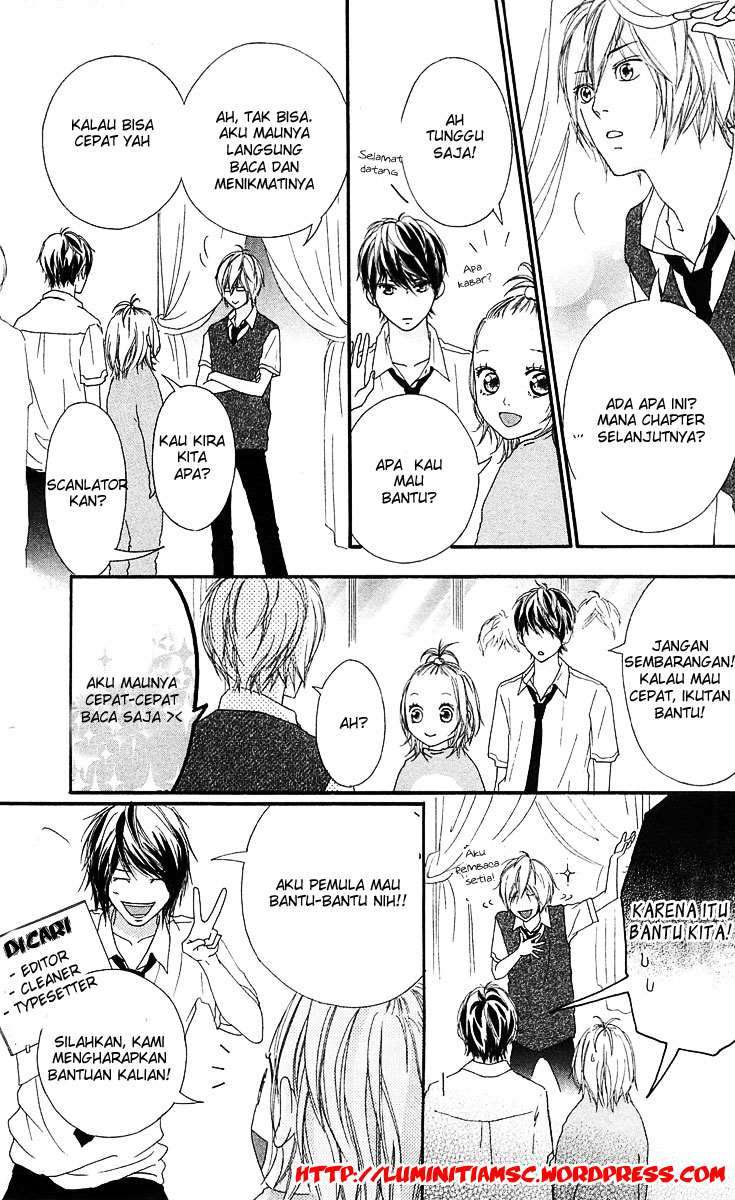 ADA APA INI?
MANA CHAPTER
SELANJUTNYA?
AH
TUNGGU
SAJA!
Selamat
datang
Apa
kabar?
APA KAU
MAU
BANTU?
AH, TAK BISA.
AKU MAUNYA
LANGSUNG
BACA DAN
MENIKMATINYA
KALAU BISA
CEPAT YAH
KAU KIRA
KITA
APA?
SCANLATOR
KAN?
JANGAN
SEMBARANGAN!
KALAU MAU
CEPAT, IKUTAN
BANTU!
AH?
AKU MAUNYA
CEPAT-CEPAT
BACA SAJA ><
KARENA ITU
BANTU KITA!
Aku
Pembaca
setia!
AKU PEMULA MAU
BANTU-BANTU NIH!!
DICARI
- EDITOR
- CLEANER
- TYPESETTER
SILAHKAN, KAMI
MENGHARAPKAN
BANTUAN KALIAN!
HTTP://LUMINITIAMSC.WORDPRESS.COM